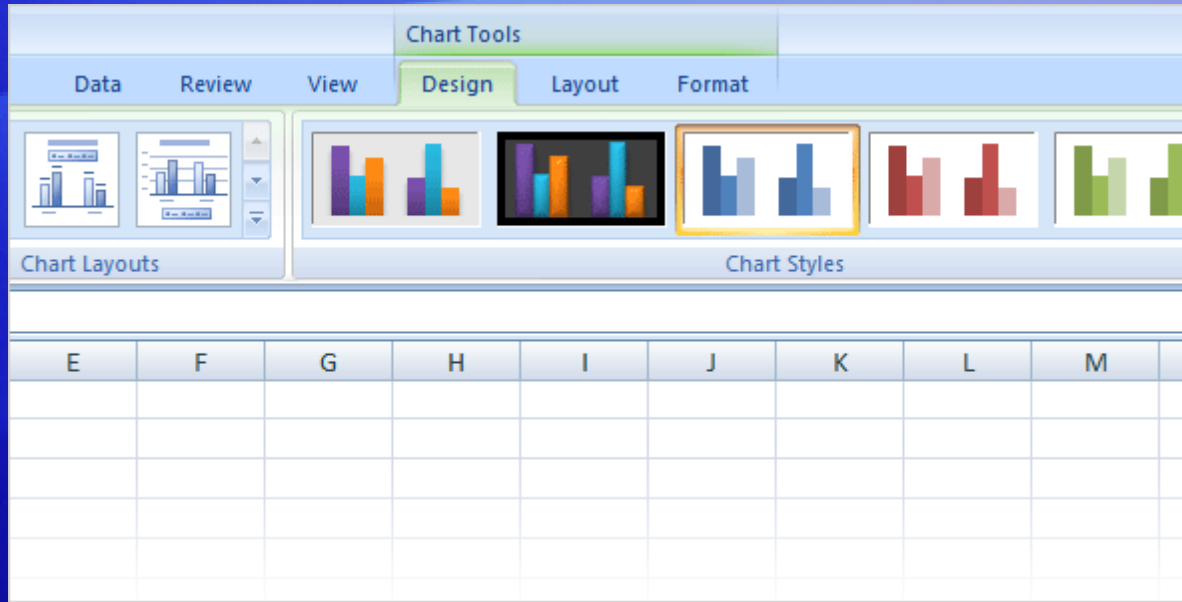 Chart Tools
Data Review View Design Layout Format
Chart Layouts Chart Styles
E F G H I J K L M